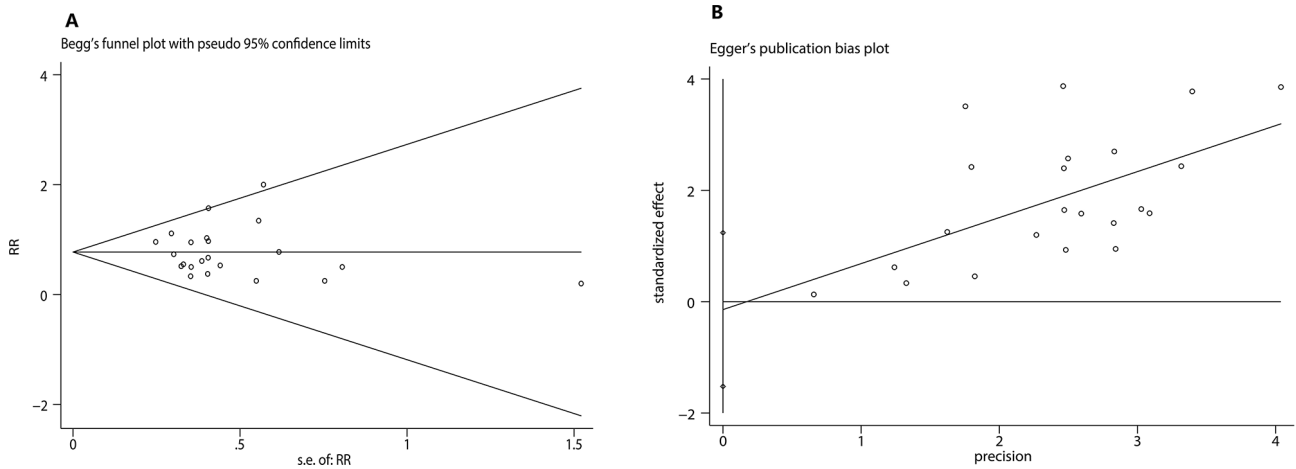 A
Begg's funnel plot with pseudo 95% confidence limits
4
2
0
−2
RR
0
.5
1
1.5
s.e. of: RR
B
Egger's publication bias plot
4
2
0
−2
standardized effect
0
1
2
3
4
precision